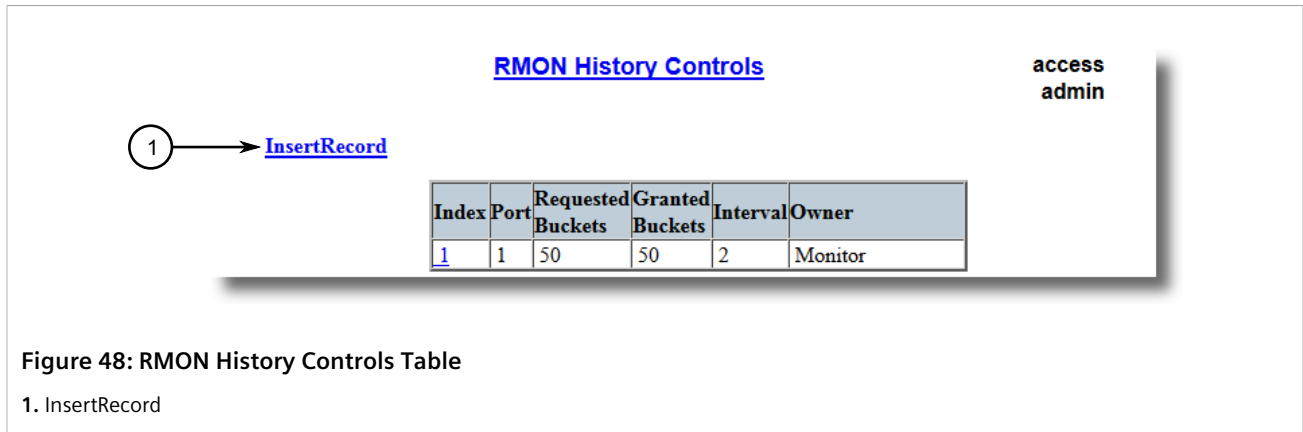 RMON History Controls
access
admin
1
InsertRecord
Index Port Requested Buckets Granted Buckets Interval Owner
1 1 50 50 2 Monitor
Figure 48: RMON History Controls Table
1. InsertRecord